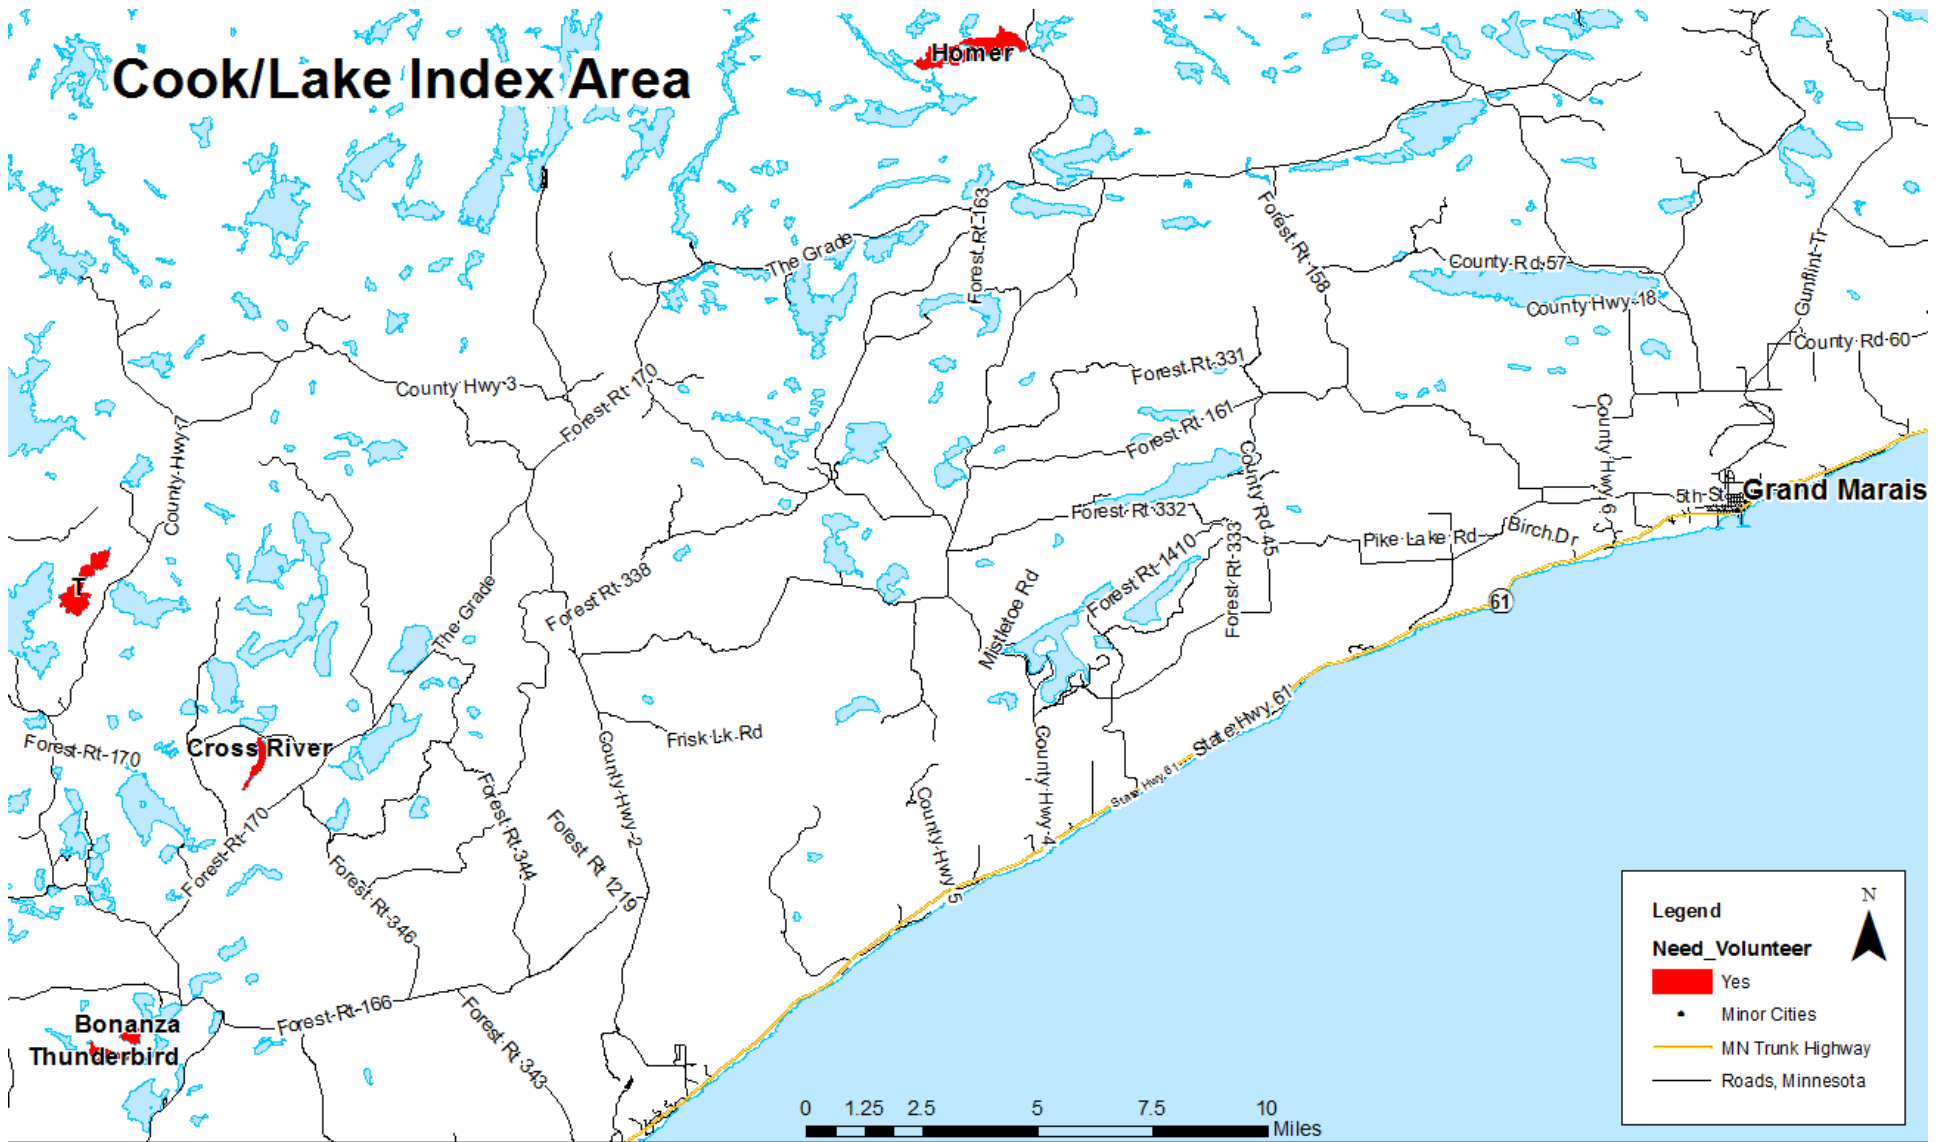 Homer
Cook/Lake Index Area
Forest Rt 163
The Grade
Forest Rt 158
County Rd 57
County Hwy 18
Gunflint Tr
County Rd 60
Forest Rt 331
Forest Rt 170
County Hwy 3
Forest Rt 161
County Hwy 7
County Rd 45
County Hwy 6
5th St
Grand Marais
Forest Rt 332
Birch Dr
Pike Lake Rd
Forest Rt 1410
Forest Rt 333
T
Forest Rt 338
The Grade
Mistletoe Rd
61
State Hwy 61
Forest Rt 170
Cross River
Frisk Lk Rd
County Hwy 2
County Hwy 4
State Hwy 61
County Hwy 5
Forest Rt 344
Forest Rt 1219
Forest Rt 170
Forest Rt 346
Forest Rt 166
Forest Rt 343
Bonanza
Thunderbird
N
Legend
Need_Volunteer
Yes
Minor Cities
MN Trunk Highway
Roads, Minnesota
0 1.25 2.5 5 7.5 10
Miles